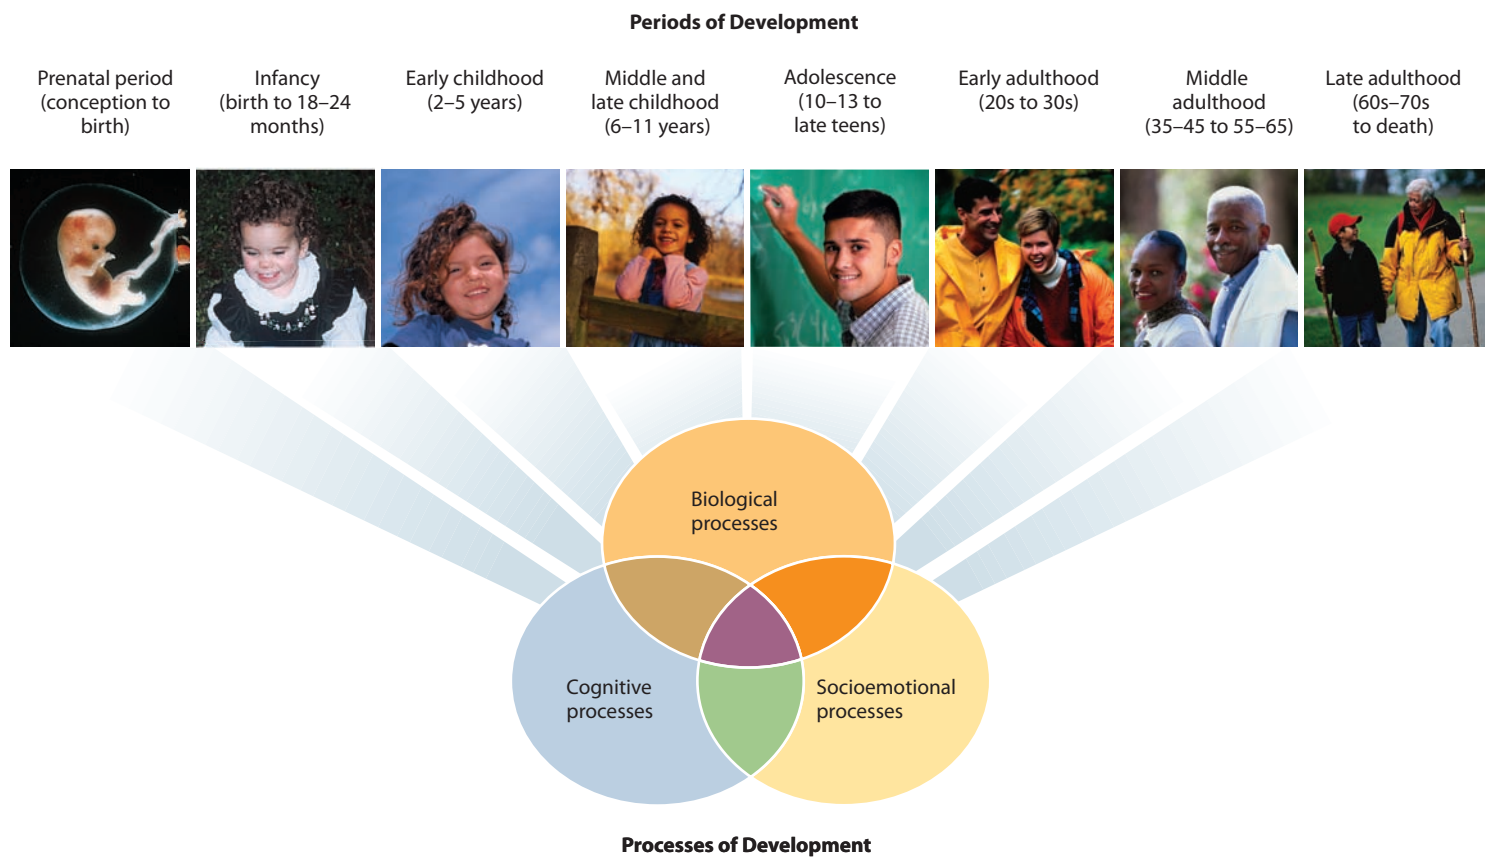 Periods of Development
Prenatal period
(conception to
birth)
Infancy
(birth to 18–24
months)
Early childhood
(2–5 years)
Middle and
late childhood
(6–11 years)
Adolescence
(10–13 to
late teens)
Early adulthood
(20s to 30s)
Middle
adulthood
(35–45 to 55–65)
Late adulthood
(60s–70s
to death)
Biological
processes
Cognitive
processes
Socioemotional
processes
Processes of Development